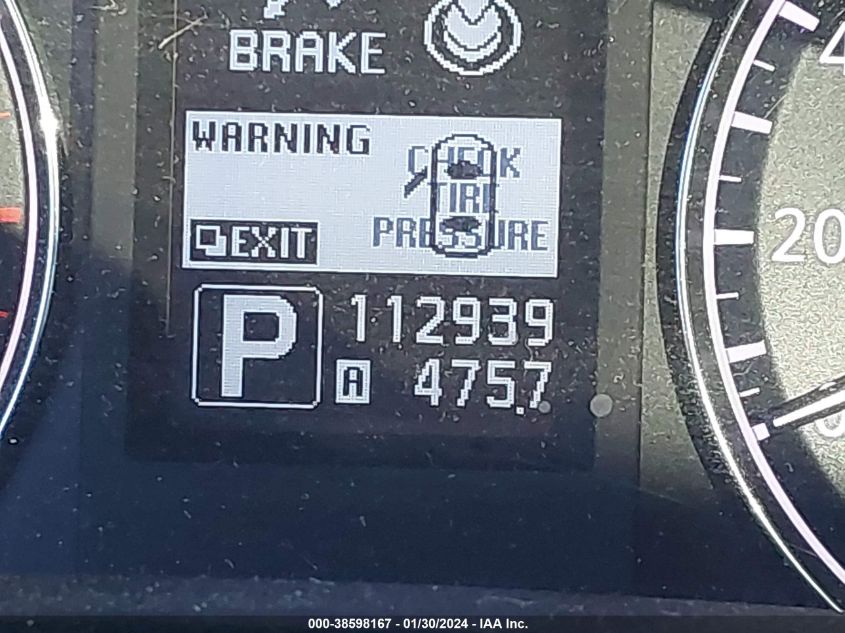 BRAKE
WARNING
CHECK
TIRE
PRESSURE
EXIT
P
112939
A 475.7
20
000-38598167 - 01/30/2024 - IAA Inc.